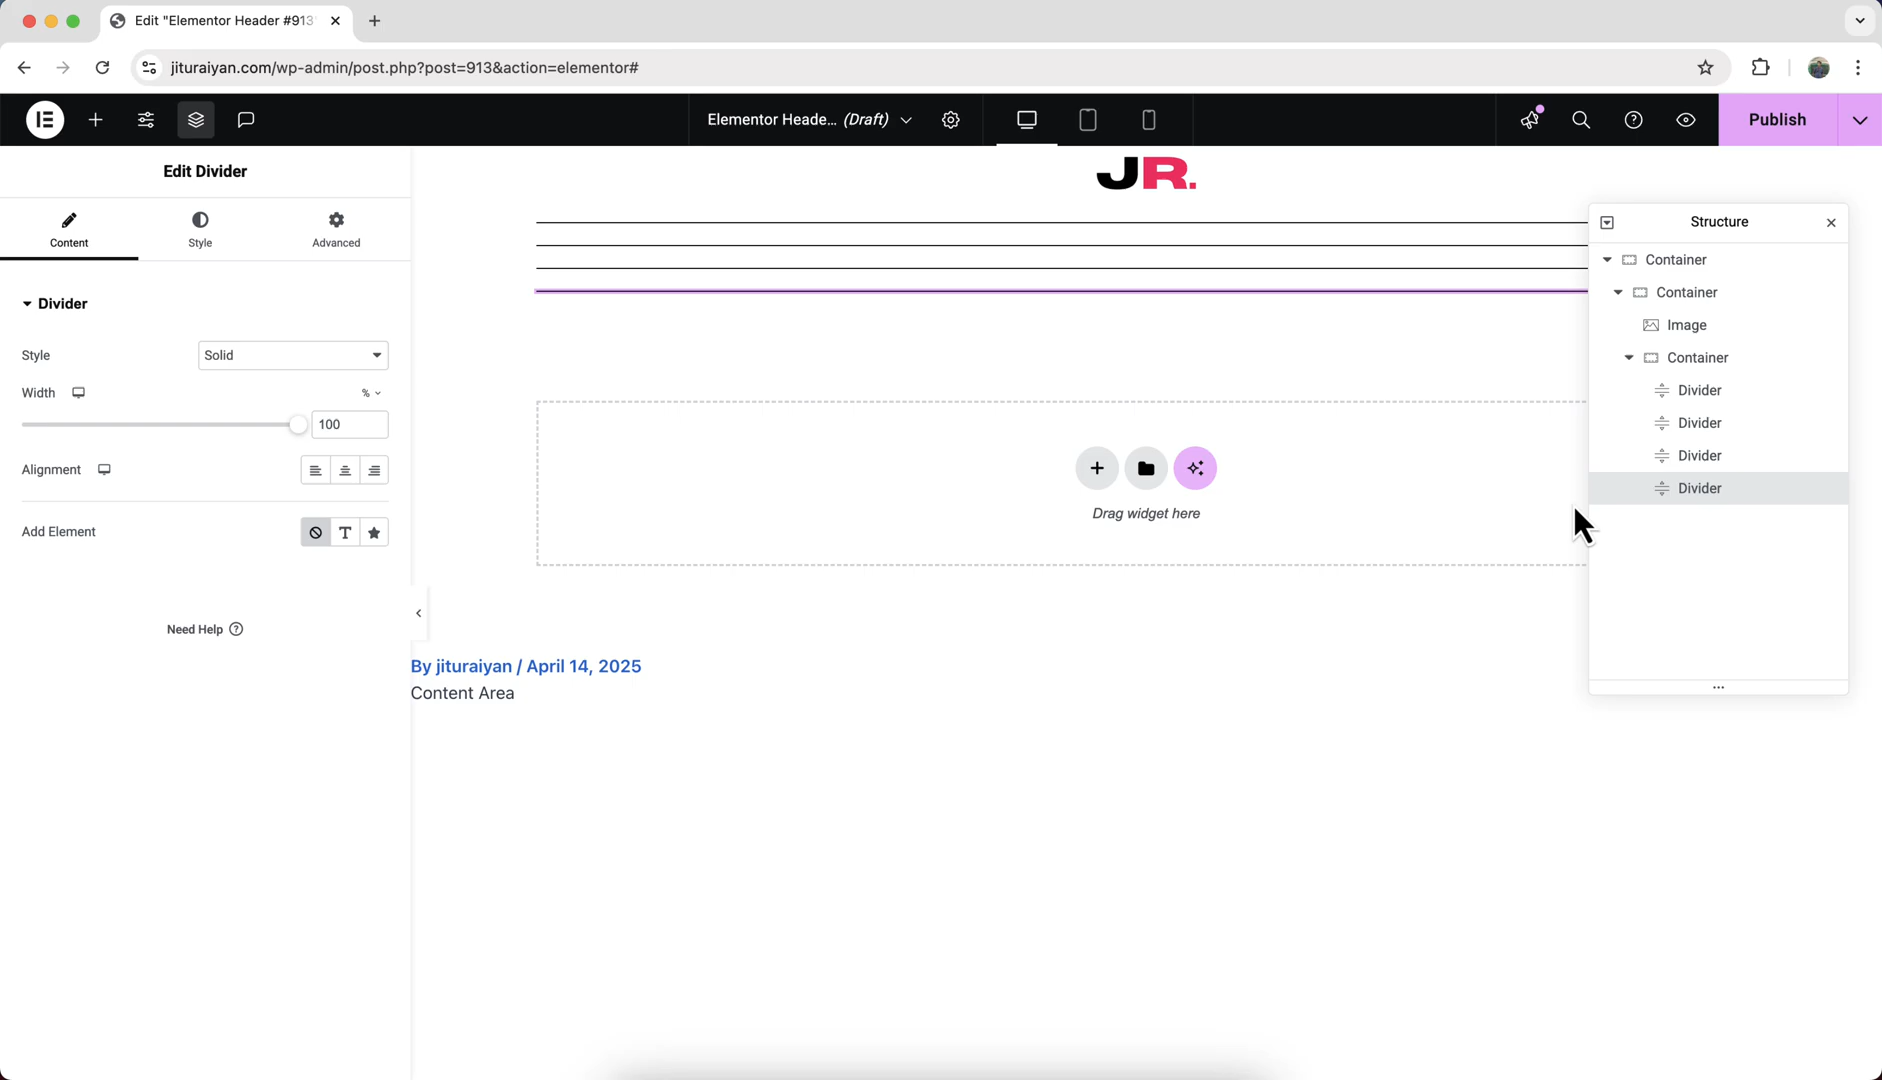 Edit "Elementor Header #913"
jituraiyan.com/wp-admin/post.php?post=913&action=elementor#
Elementor Heade... (Draft)
Publish
Edit Divider
Content
Style
Advanced
Divider
Style
Solid
Width
%
100
Alignment
Add Element
Need Help
JR.
Drag widget here
By jituraiyan / April 14, 2025
Content Area
Structure
Container
Container
Image
Container
Divider
Divider
Divider
Divider